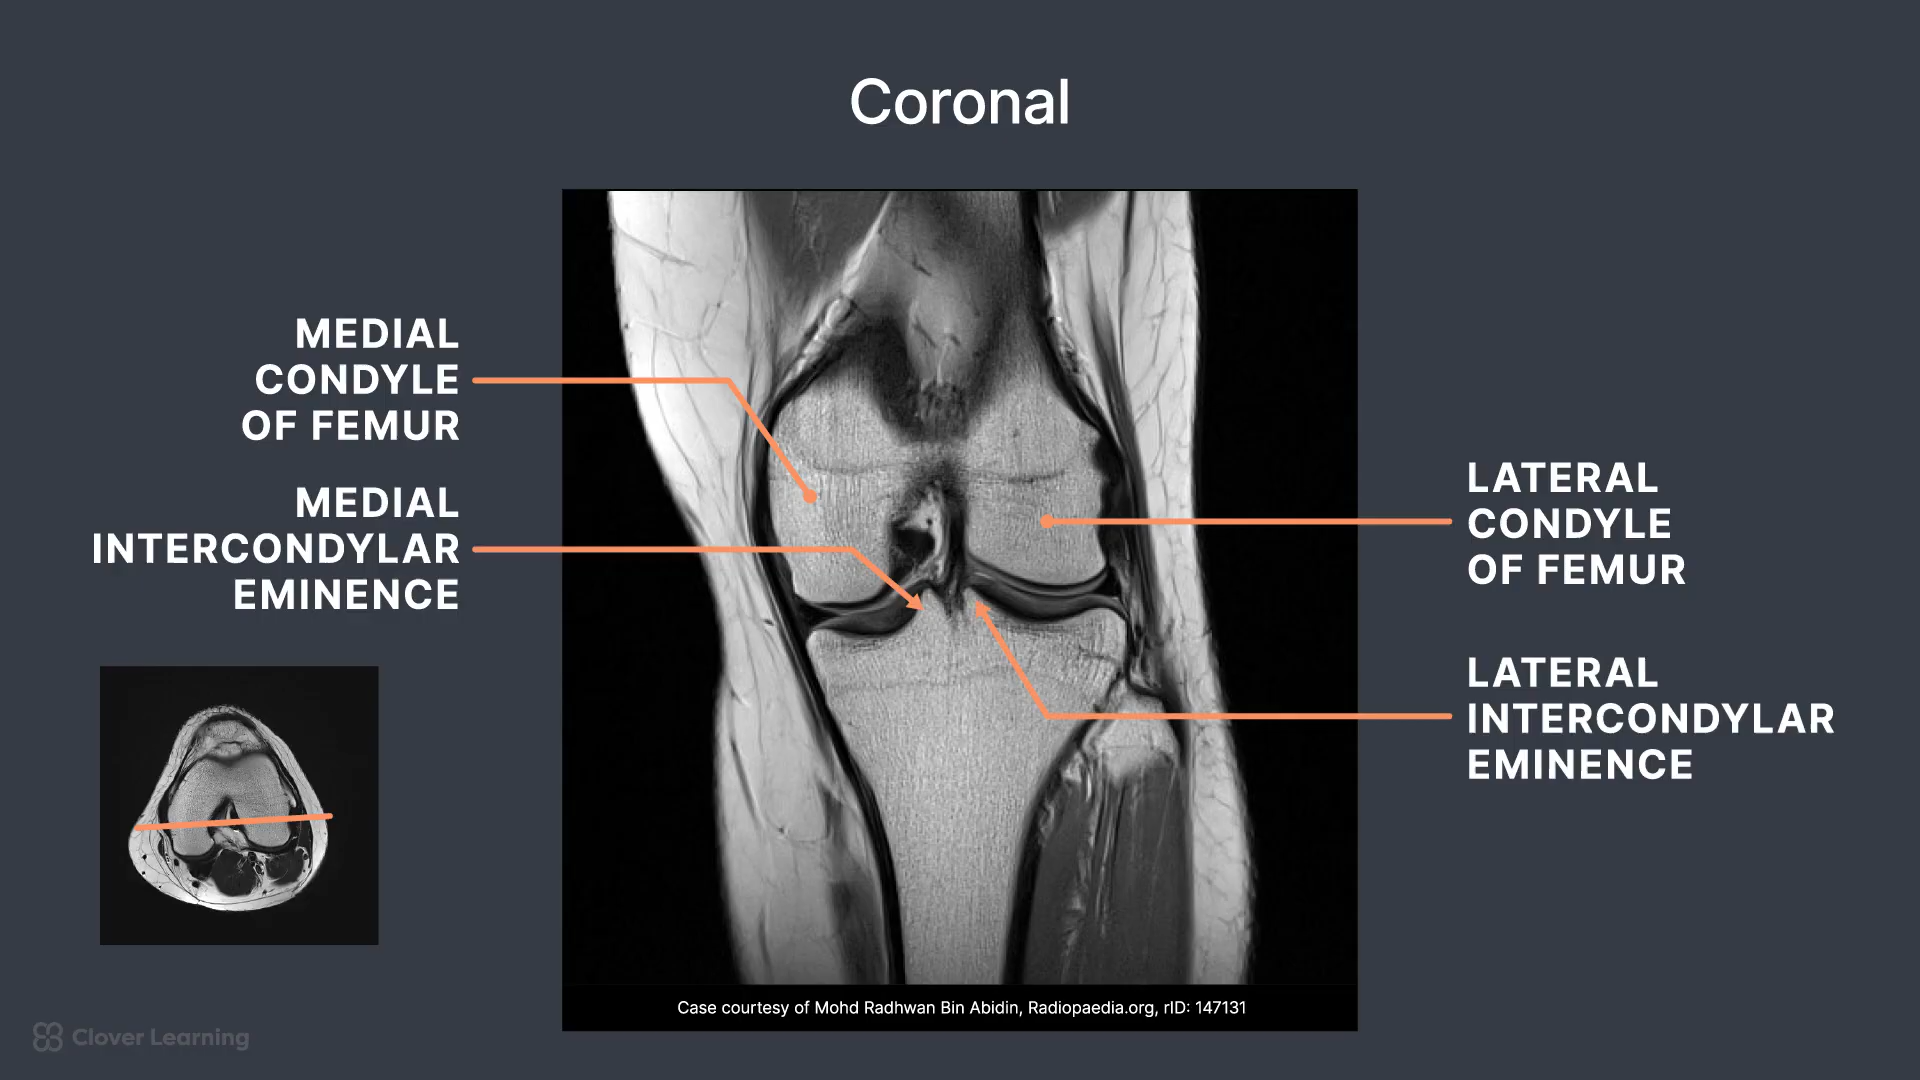 Coronal
MEDIAL
CONDYLE
OF FEMUR
MEDIAL
INTERCONDYLAR
EMINENCE
LATERAL
CONDYLE
OF FEMUR
LATERAL
INTERCONDYLAR
EMINENCE
Case courtesy of Mohd Radhwan Bin Abidin, Radiopaedia.org, rID: 147131
Clover Learning